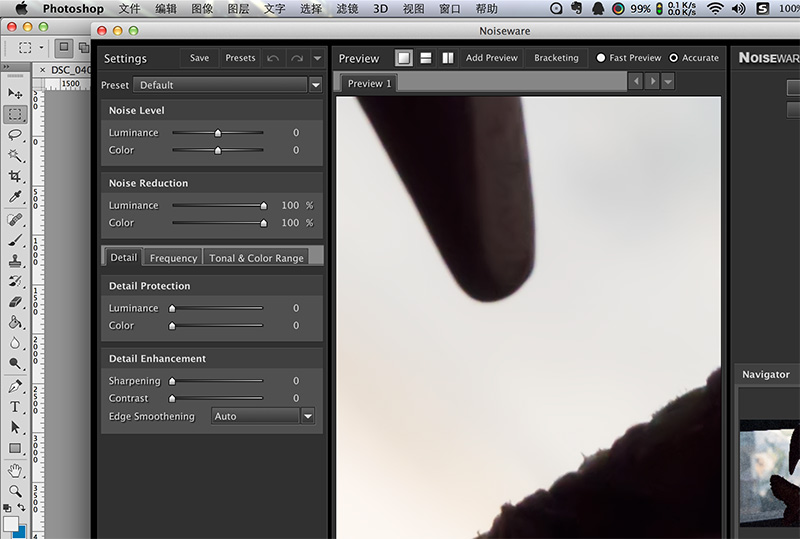 Photoshop 文件 编辑 图像 图层 文字 选择 滤镜 3D 视图 窗口 帮助 99% 0.1 K/s 0.0 K/s 100%
Noiseware
DSC_040
1500
Settings Save Presets
Preset Default
Noise Level
Luminance 0
Color 0
Noise Reduction
Luminance 100 %
Color 100 %
Detail Frequency Tonal & Color Range
Detail Protection
Luminance 0
Color 0
Detail Enhancement
Sharpening 0
Contrast 0
Edge Smoothening Auto
Preview Add Preview Bracketing Fast Preview Accurate
Preview 1
NOISEWARE
Navigator